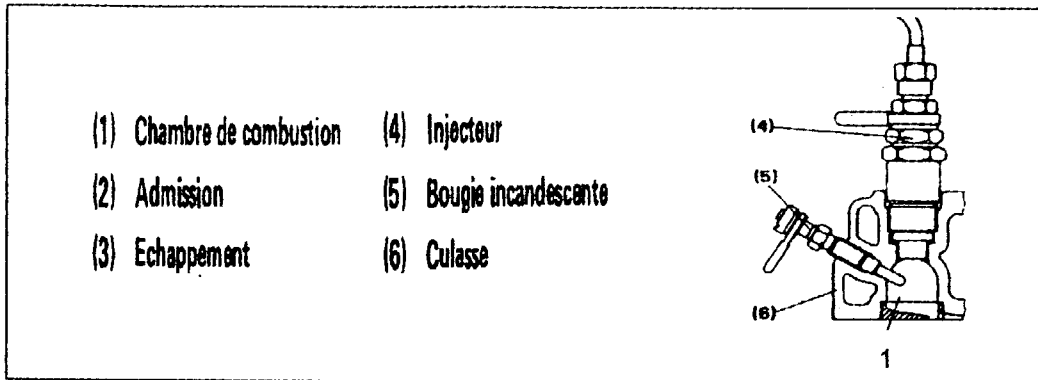 (1) Chambre de combustion (4) Injecteur
(2) Admission (5) Bougie incandescente
(3) Echappement (6) Culasse
(4)
(5)
(6)
1